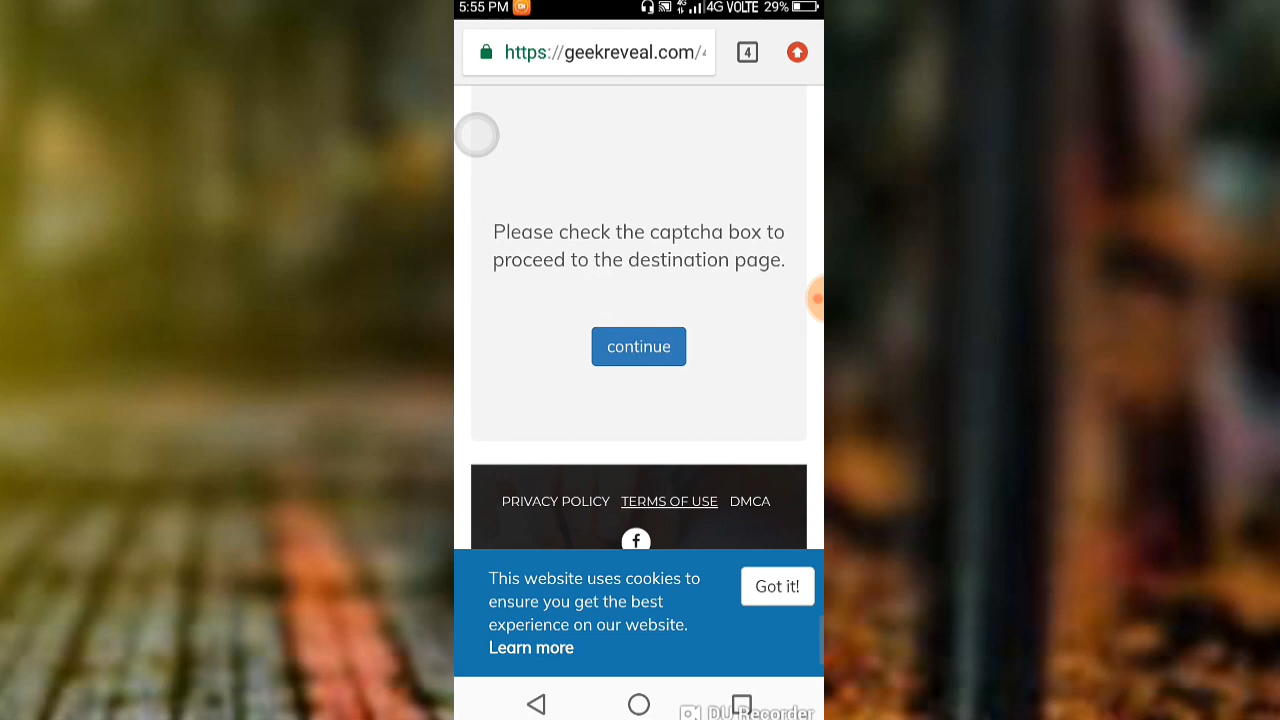 5:55 PM 4G 4G VOLTE 29%
https://geekreveal.com/4
4
Please check the captcha box to
proceed to the destination page.
continue
PRIVACY POLICY TERMS OF USE DMCA
f
This website uses cookies to
ensure you get the best
experience on our website.
Learn more
Got it!
DU Recorder